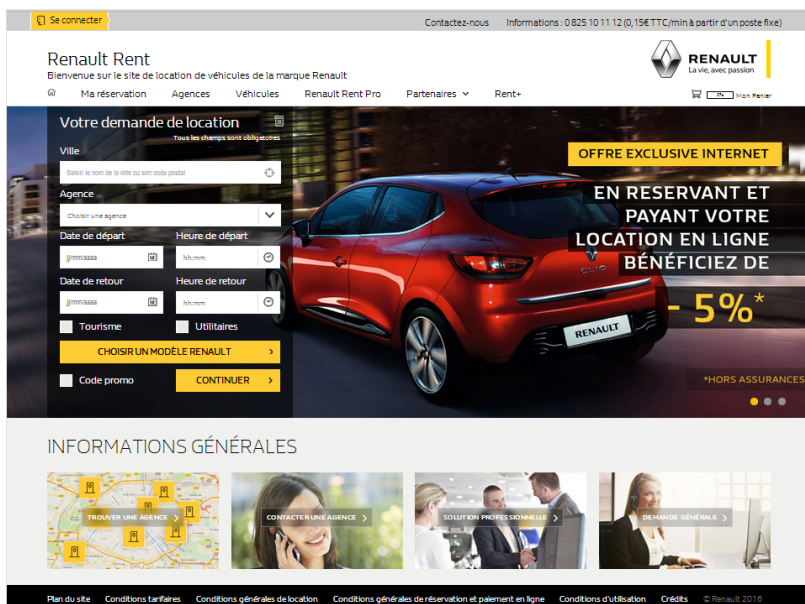 Se connecter
Contactez-nous
Informations : 0 825 10 11 12 (0,15€ TTC/min à partir d'un poste fixe)
Renault Rent
Bienvenue sur le site de location de véhicules de la marque Renault
RENAULT
La vie, avec passion
Ma réservation
Agences
Véhicules
Renault Rent Pro
Partenaires
Rent+
Mon Panier
Votre demande de location
Tous les champs sont obligatoires
Ville
Saisir le nom de la ville ou son code postal
Agence
Choisir une agence
Date de départ
Heure de départ
jj/mm/aaaa
hh:mm
Date de retour
Heure de retour
jj/mm/aaaa
hh:mm
Tourisme
Utilitaires
CHOISIR UN MODÈLE RENAULT
Code promo
CONTINUER
OFFRE EXCLUSIVE INTERNET
EN RESERVANT ET
PAYANT VOTRE
LOCATION EN LIGNE
BÉNÉFICIEZ DE
- 5%*
*HORS ASSURANCES
CLIO
RENAULT
INFORMATIONS GÉNÉRALES
TROUVER UNE AGENCE
CONTACTER UNE AGENCE
SOLUTION PROFESSIONNELLE
DEMANDE GÉNÉRALE
Plan du site
Conditions tarifaires
Conditions générales de location
Conditions générales de réservation et paiement en ligne
Conditions d'utilisation
Crédits
© Renault 2016